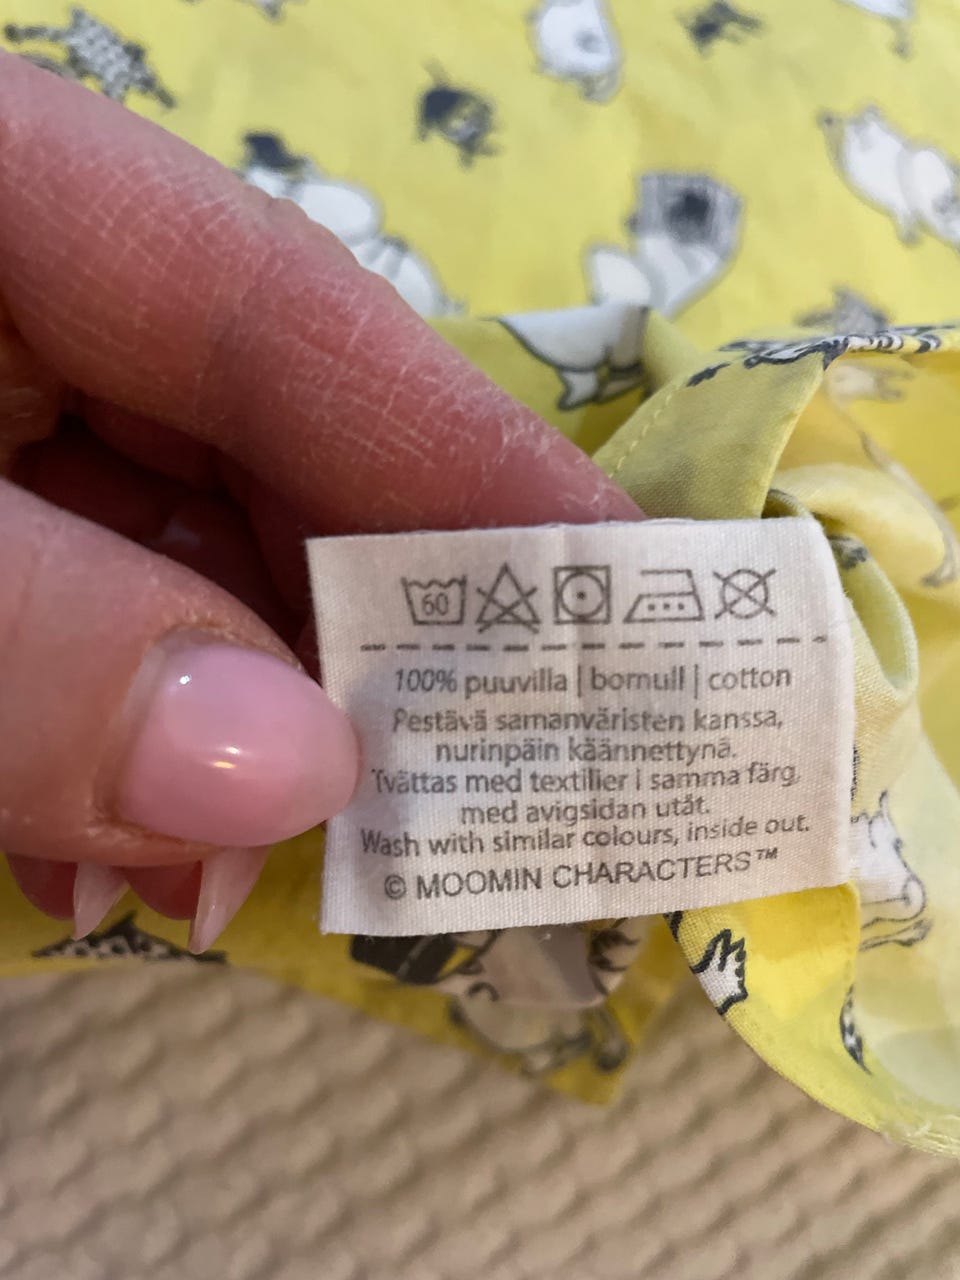 60
100% puuvilla | bomull | cotton
Pestävä samanväristen kanssa,
nurinpäin käännettynä.
Tvättas med textilier i samma färg,
med avigsidan utåt.
Wash with similar colours, inside out.
© MOOMIN CHARACTERS™